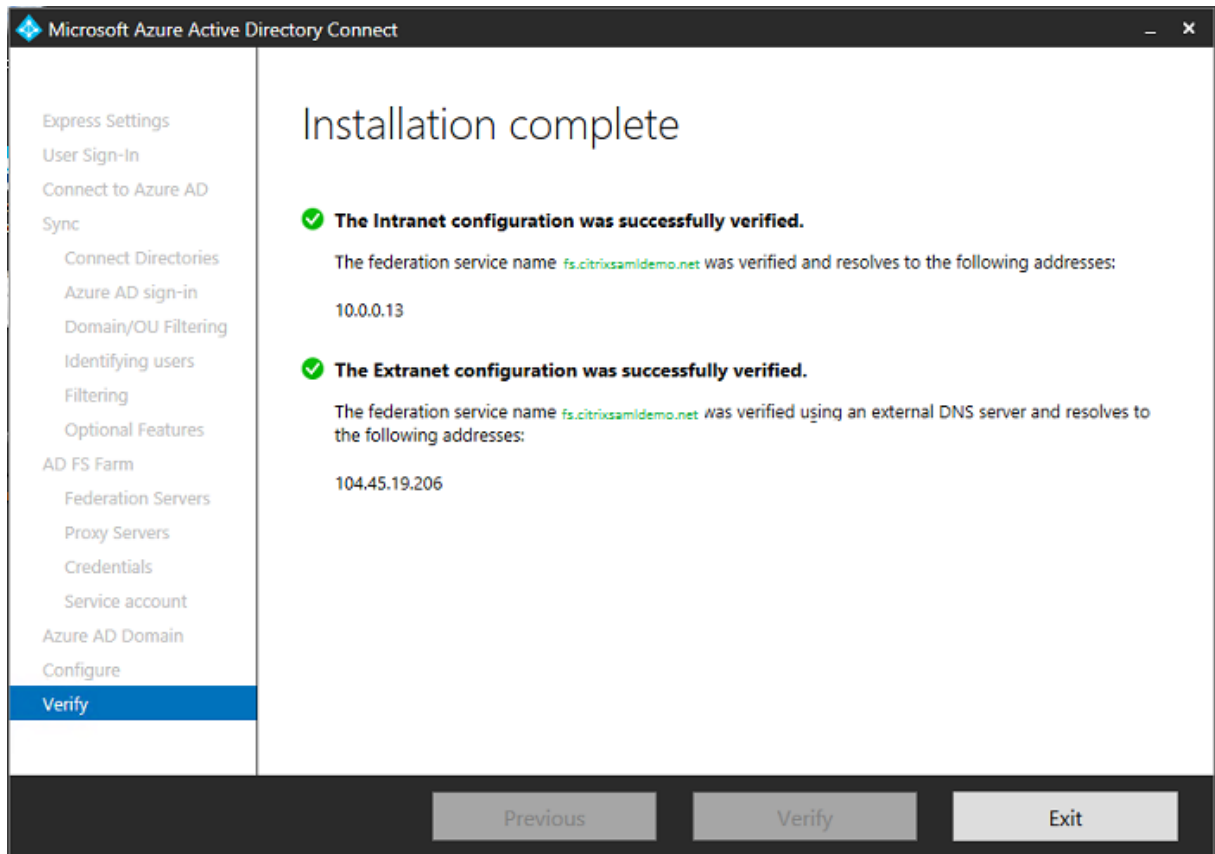 Microsoft Azure Active Directory Connect
Express Settings
User Sign-In
Connect to Azure AD
Sync
Connect Directories
Azure AD sign-in
Domain/OU Filtering
Identifying users
Filtering
Optional Features
AD FS Farm
Federation Servers
Proxy Servers
Credentials
Service account
Azure AD Domain
Configure
Verify
Installation complete
The Intranet configuration was successfully verified.
The federation service name fs.citrixsamldemo.net was verified and resolves to the following addresses:
10.0.0.13
The Extranet configuration was successfully verified.
The federation service name fs.citrixsamldemo.net was verified using an external DNS server and resolves to
the following addresses:
104.45.19.206
Previous
Verify
Exit